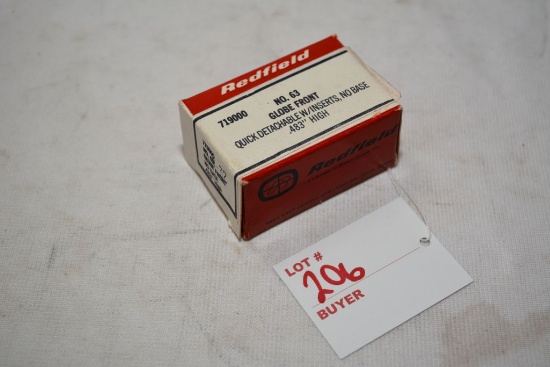 Redfield
719000
NO. 63
GLOBE FRONT
QUICK DETACHABLE W/INSERTS, NO BASE
.483" HIGH
Redfield
LOT #
206
BUYER